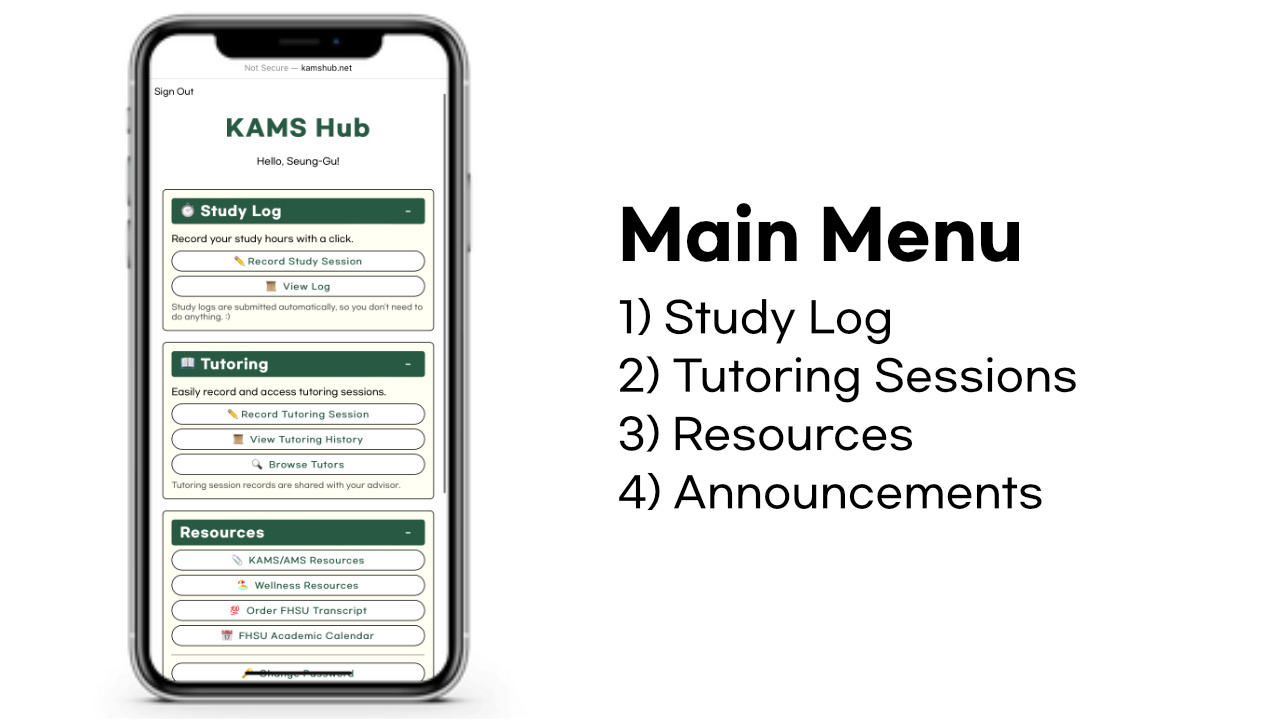 Not Secure — kamshub.net
Sign Out
KAMS Hub
Hello, Seung-Gu!
Study Log -
Record your study hours with a click.
Record Study Session
View Log
Study logs are submitted automatically, so you don't need to
do anything. :)
Tutoring -
Easily record and access tutoring sessions.
Record Tutoring Session
View Tutoring History
Browse Tutors
Tutoring session records are shared with your advisor.
Resources -
KAMS/AMS Resources
Wellness Resources
Order FHSU Transcript
FHSU Academic Calendar
Change Password
Main Menu
1) Study Log
2) Tutoring Sessions
3) Resources
4) Announcements